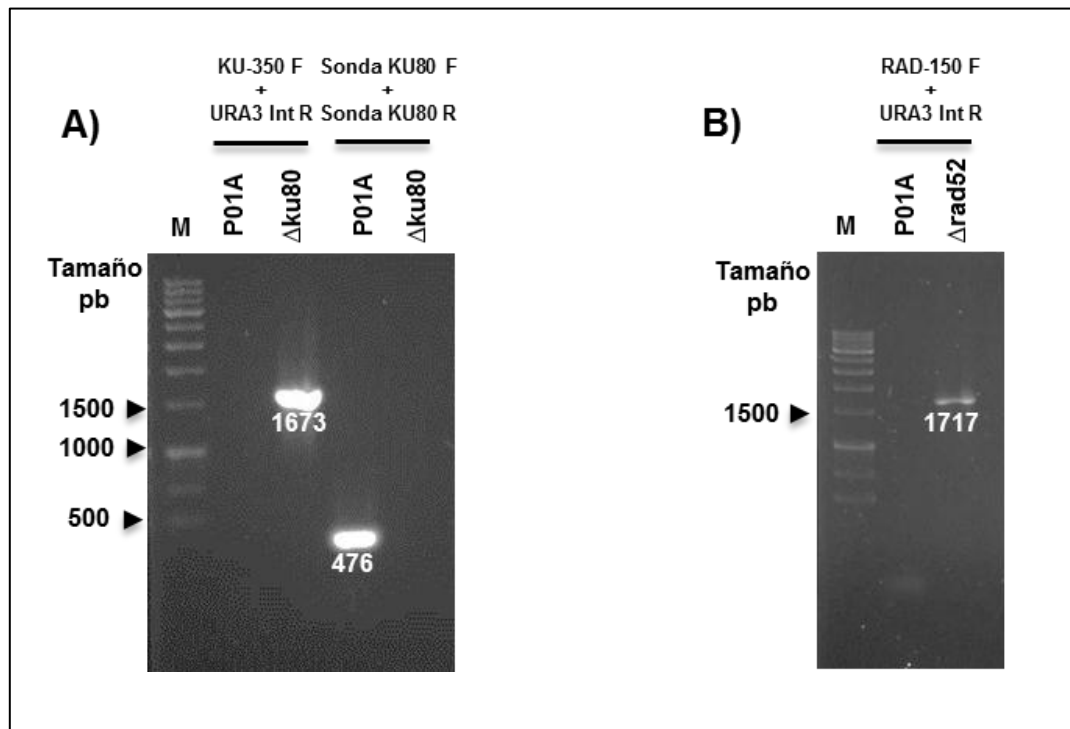 KU-350 F
+
URA3 Int R
Sonda KU80 F
+
Sonda KU80 R
A)
M
P01A
Δku80
P01A
Δku80
Tamaño
pb
1500
1000
500
1673
476
RAD-150 F
+
URA3 Int R
B)
M
P01A
Δrad52
Tamaño
pb
1500
1717